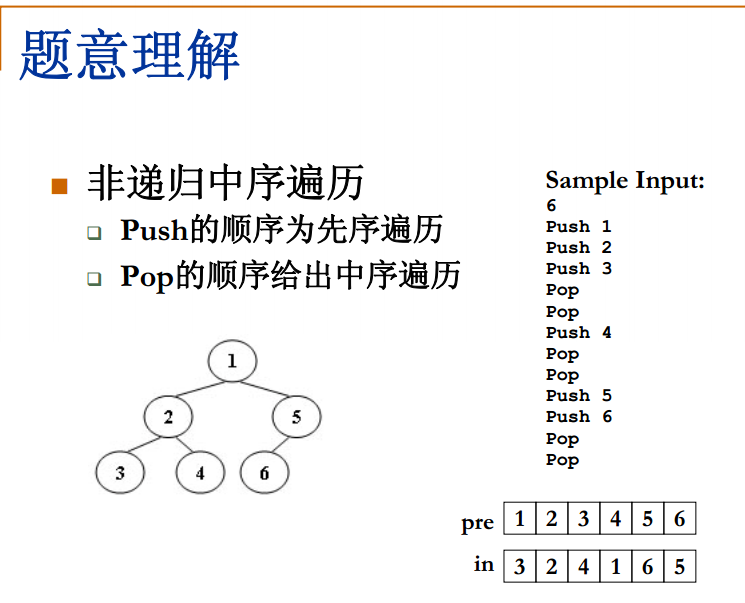 题意理解
非递归中序遍历
Push的顺序为先序遍历
Pop的顺序给出中序遍历
Sample Input:
6
Push 1
Push 2
Push 3
Pop
Pop
Push 4
Pop
Pop
Push 5
Push 6
Pop
Pop
1
2 5
3 4 6
pre 1 2 3 4 5 6
in 3 2 4 1 6 5